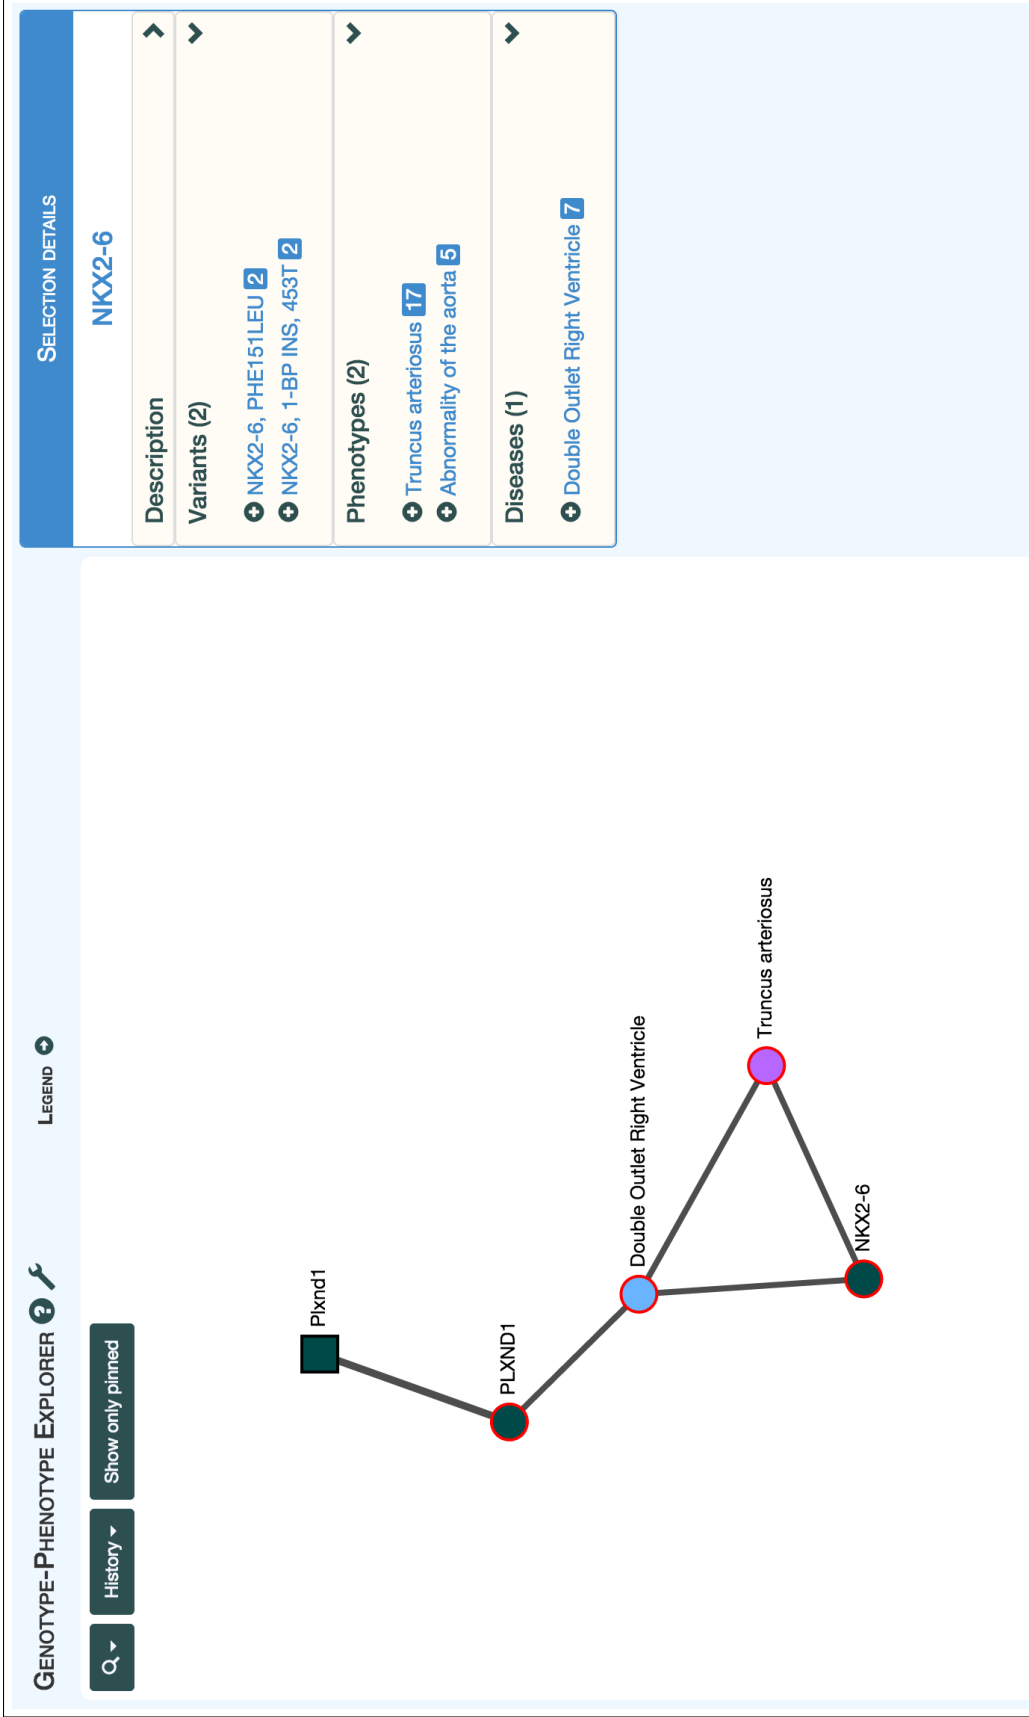 GENOTYPE-PHENOTYPE EXPLORER ?
LEGEND
History
Show only pinned
Plxnd1
PLXND1
Double Outlet Right Ventricle
Truncus arteriosus
NKX2-6
SELECTION DETAILS
NKX2-6
Description
Variants (2)
NKX2-6, PHE151LEU 2
NKX2-6, 1-BP INS, 453T 2
Phenotypes (2)
Truncus arteriosus 17
Abnormality of the aorta 5
Diseases (1)
Double Outlet Right Ventricle 7